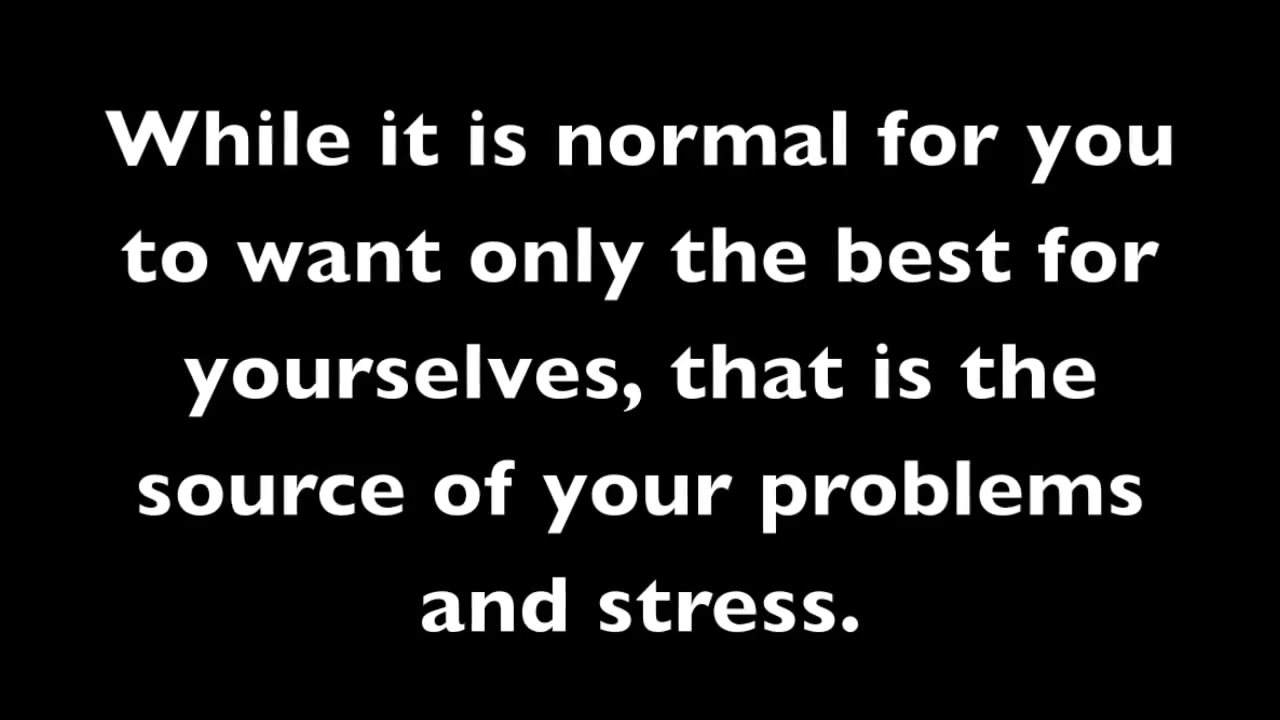 While it is normal for you
to want only the best for
yourselves, that is the
source of your problems
and stress.